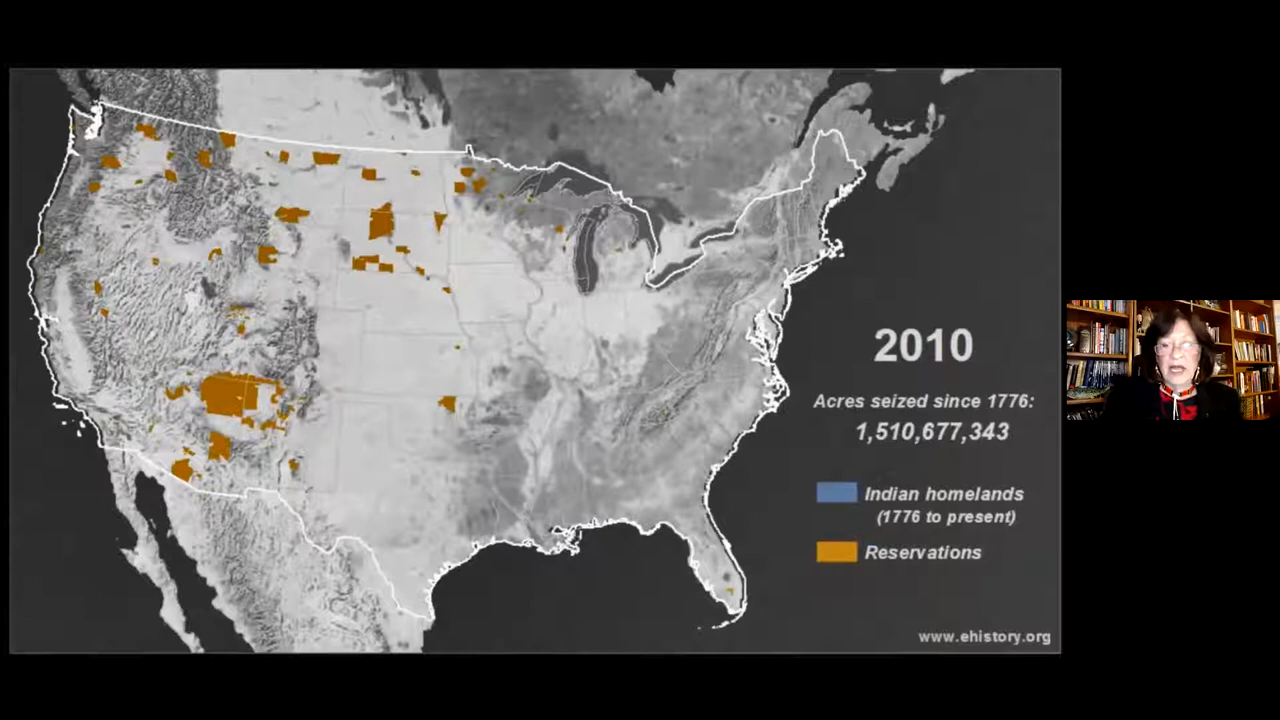 2010
Acres seized since 1776:
1,510,677,343
Indian homelands
(1776 to present)
Reservations
www.ehistory.org